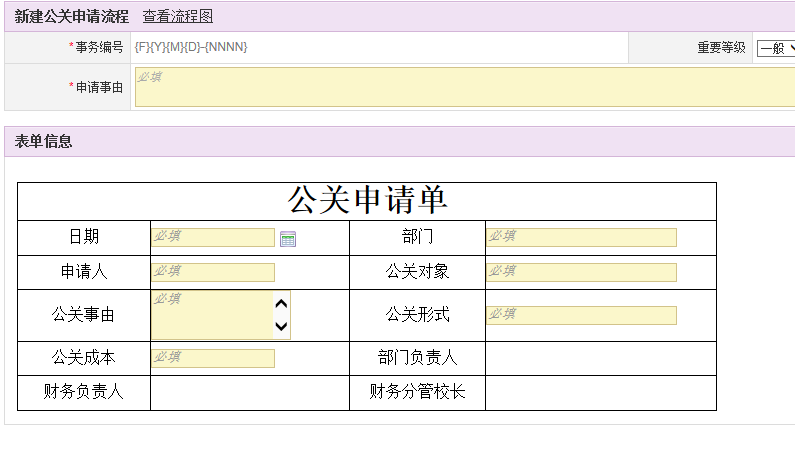 新建公关申请流程 查看流程图
*事务编号 {F}{Y}{M}{D}-{NNNN} 重要等级 一般
*申请事由 必填
表单信息
公关申请单
日期 必填 部门 必填
申请人 必填 公关对象 必填
公关事由 必填 公关形式 必填
公关成本 必填 部门负责人
财务负责人 财务分管校长